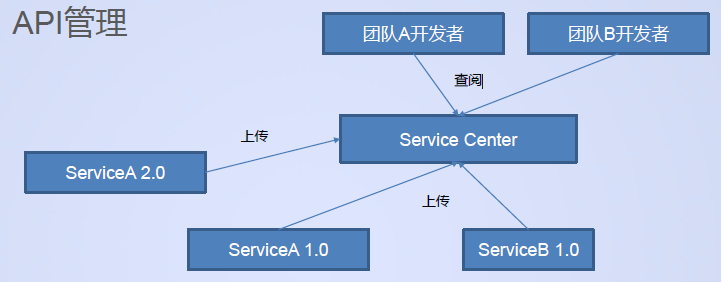 API管理
团队A开发者
团队B开发者
查阅
上传
Service Center
ServiceA 2.0
上传
ServiceA 1.0
ServiceB 1.0